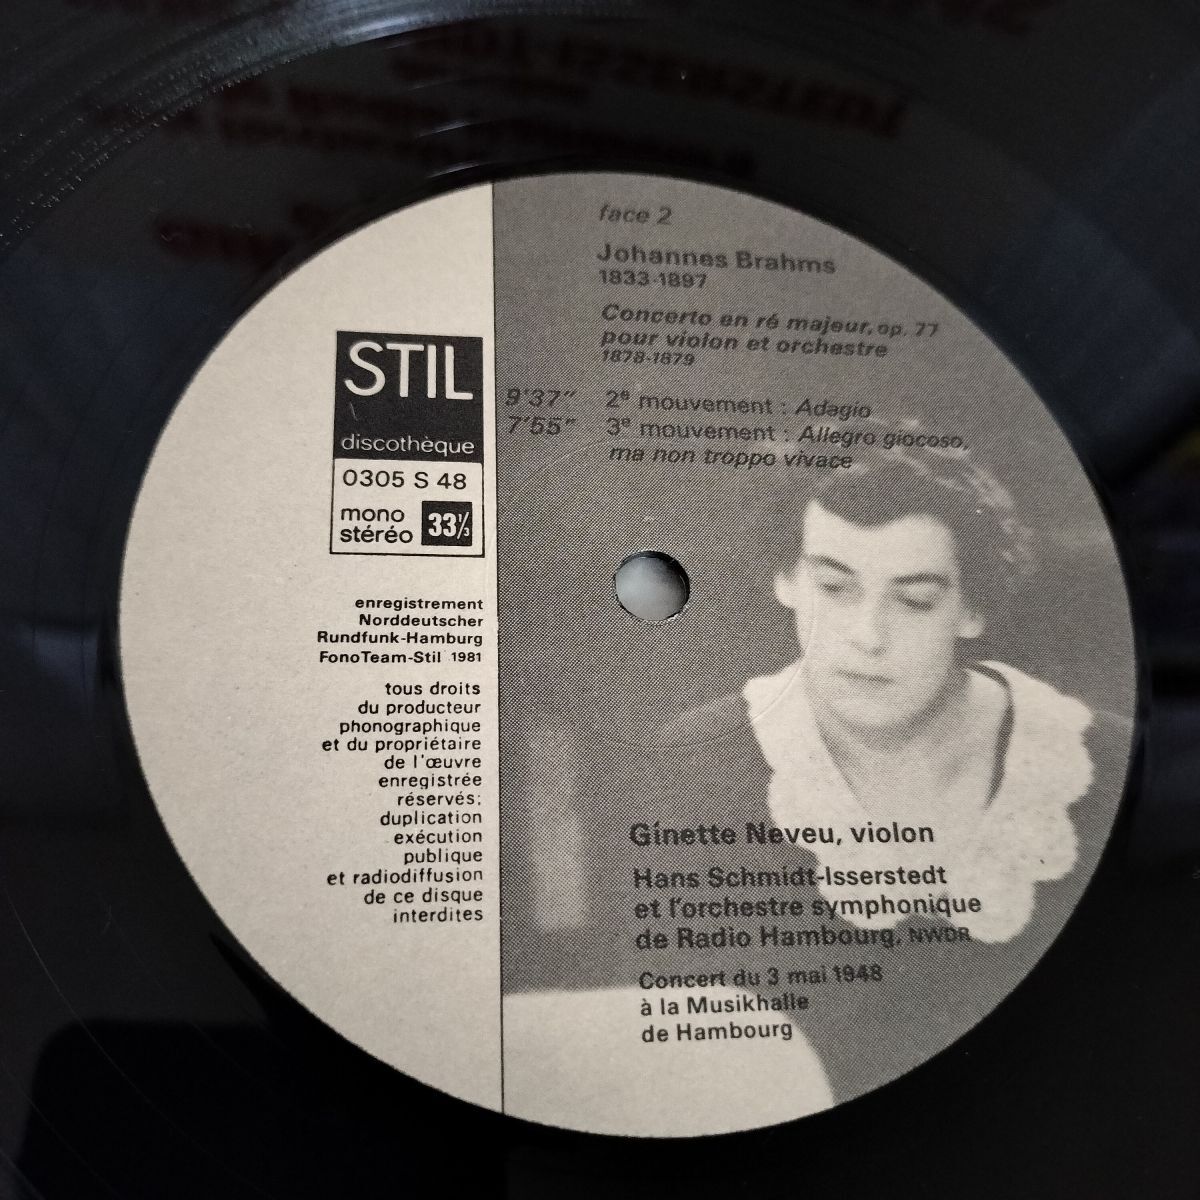 STIL
discothèque
0305 S 48
mono
stéréo
33⅓
enregistrement
Norddeutscher
Rundfunk-Hamburg
FonoTeam-Stil 1981
tous droits
du producteur
phonographique
et du propriétaire
de l'œuvre
enregistrée
réservés:
duplication
exécution
publique
et radiodiffusion
de ce disque
interdites
face 2
Johannes Brahms
1833-1897
Concerto en ré majeur, op. 77
pour violon et orchestre
1878-1879
9'37" 2e mouvement : Adagio
7'55" 3e mouvement : Allegro giocoso,
ma non troppo vivace
Ginette Neveu, violon
Hans Schmidt-Isserstedt
et l'orchestre symphonique
de Radio Hambourg, NWDR
Concert du 3 mai 1948
à la Musikhalle
de Hambourg